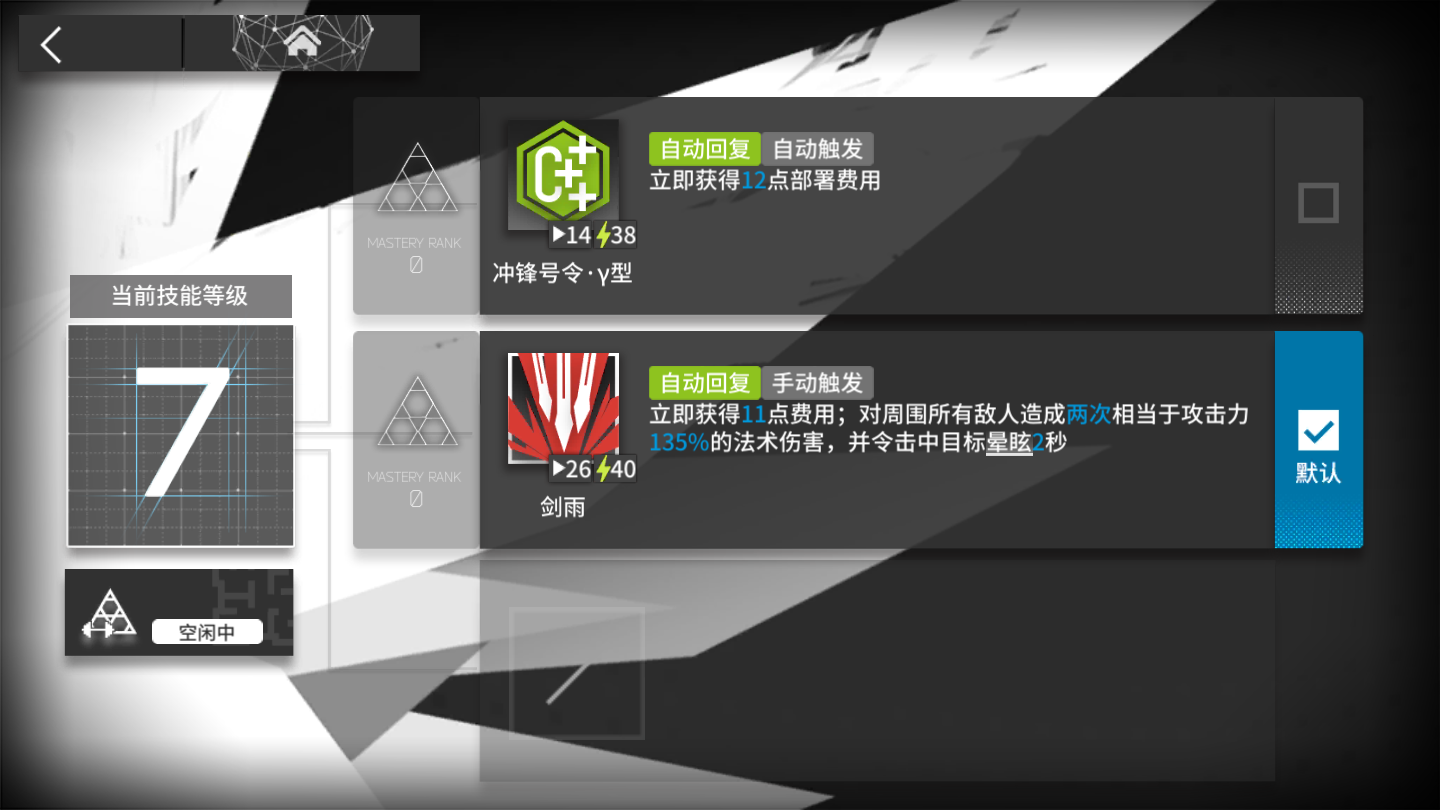 自动回复 自动触发
立即获得12点部署费用
C
14 38
MASTERY RANK
0
冲锋号令·γ型
当前技能等级
7
自动回复 手动触发
立即获得11点费用；对周围所有敌人造成两次相当于攻击力
135%的法术伤害，并令击中目标晕眩2秒
26 40
MASTERY RANK
0
默认
剑雨
空闲中